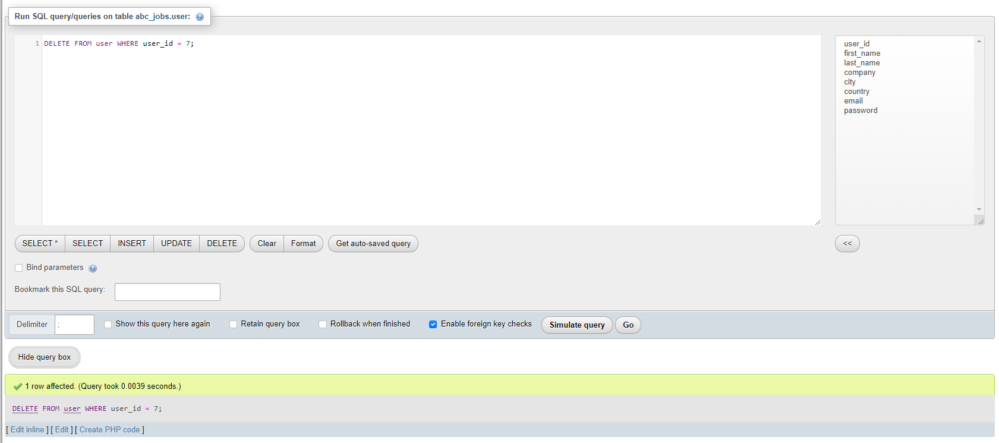 Run SQL query/queries on table abc_jobs.user:
1 DELETE FROM user WHERE user_id = 7;
user_id
first_name
last_name
company
city
country
email
password
SELECT * SELECT INSERT UPDATE DELETE Clear Format Get auto-saved query <<
Bind parameters
Bookmark this SQL query:
Delimiter ; Show this query here again Retain query box Rollback when finished Enable foreign key checks Simulate query Go
Hide query box
1 row affected. (Query took 0.0039 seconds.)
DELETE FROM user WHERE user_id = 7;
[ Edit inline ] [ Edit ] [ Create PHP code ]